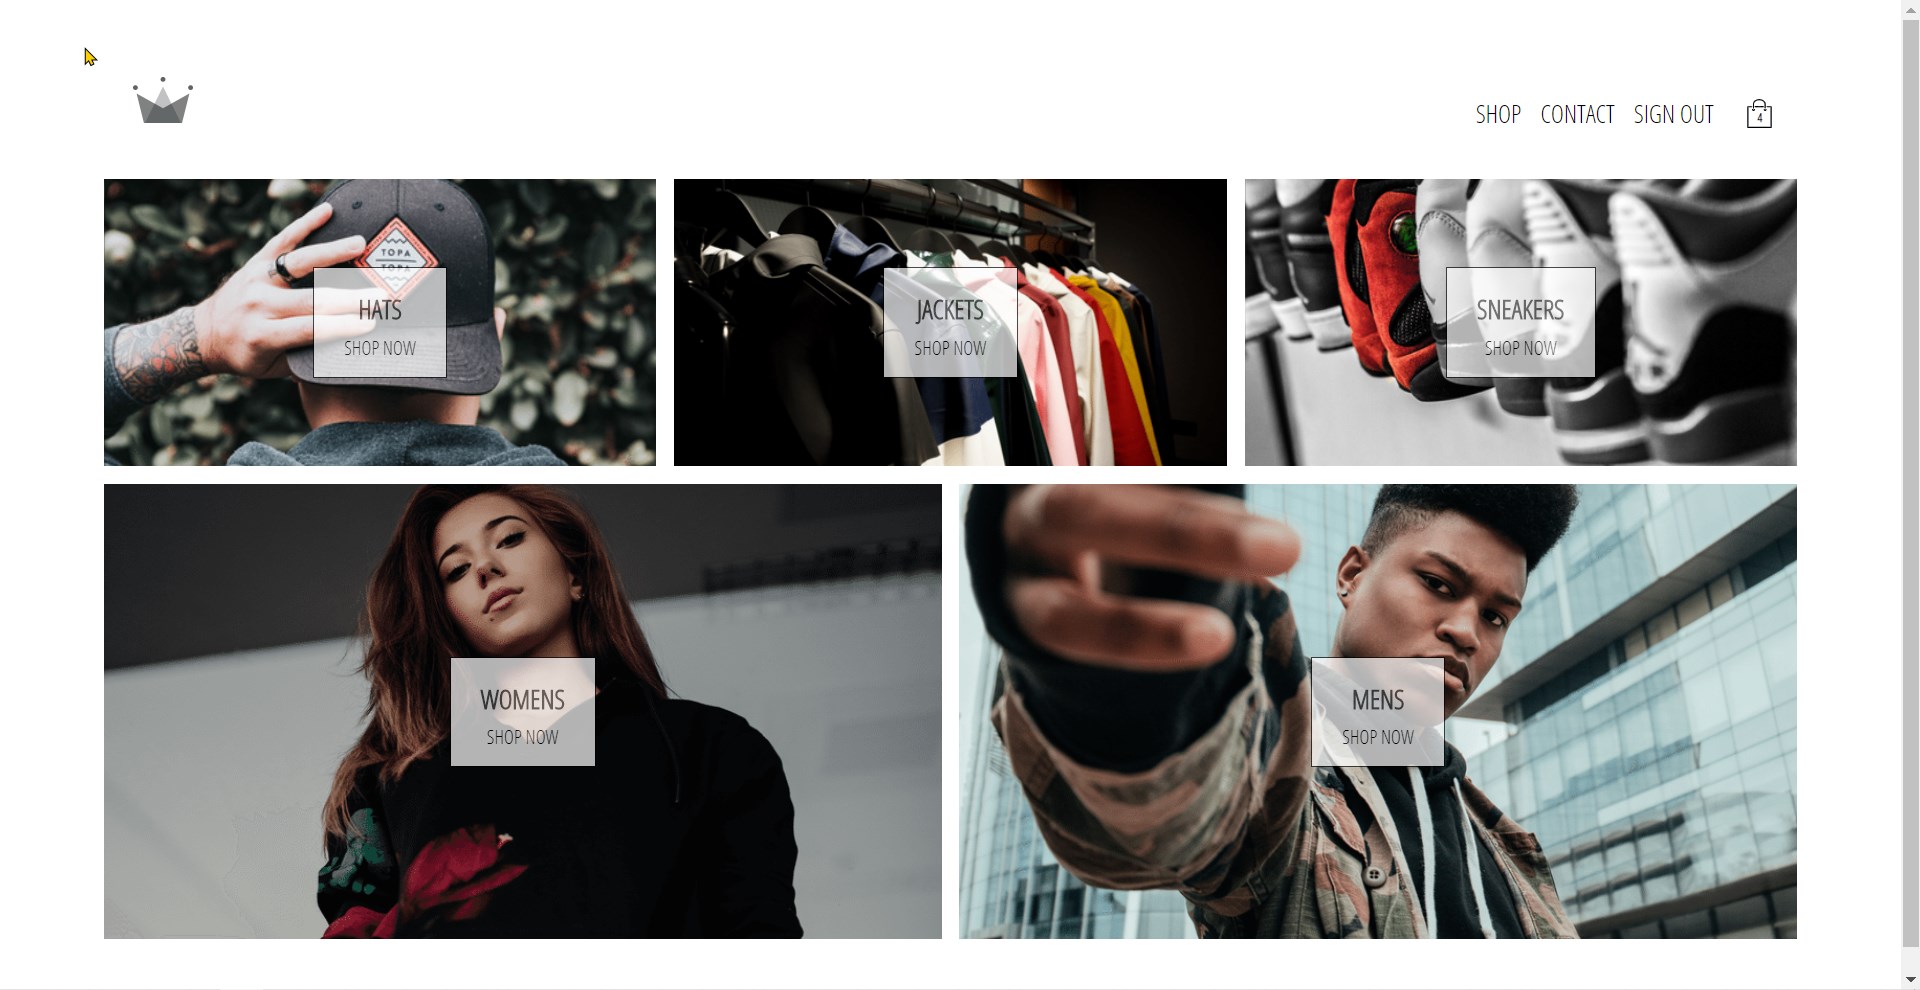 SHOP CONTACT SIGN OUT 4
TOPA
TOPA
HATS
SHOP NOW
JACKETS
SHOP NOW
SNEAKERS
SHOP NOW
WOMENS
SHOP NOW
MENS
SHOP NOW